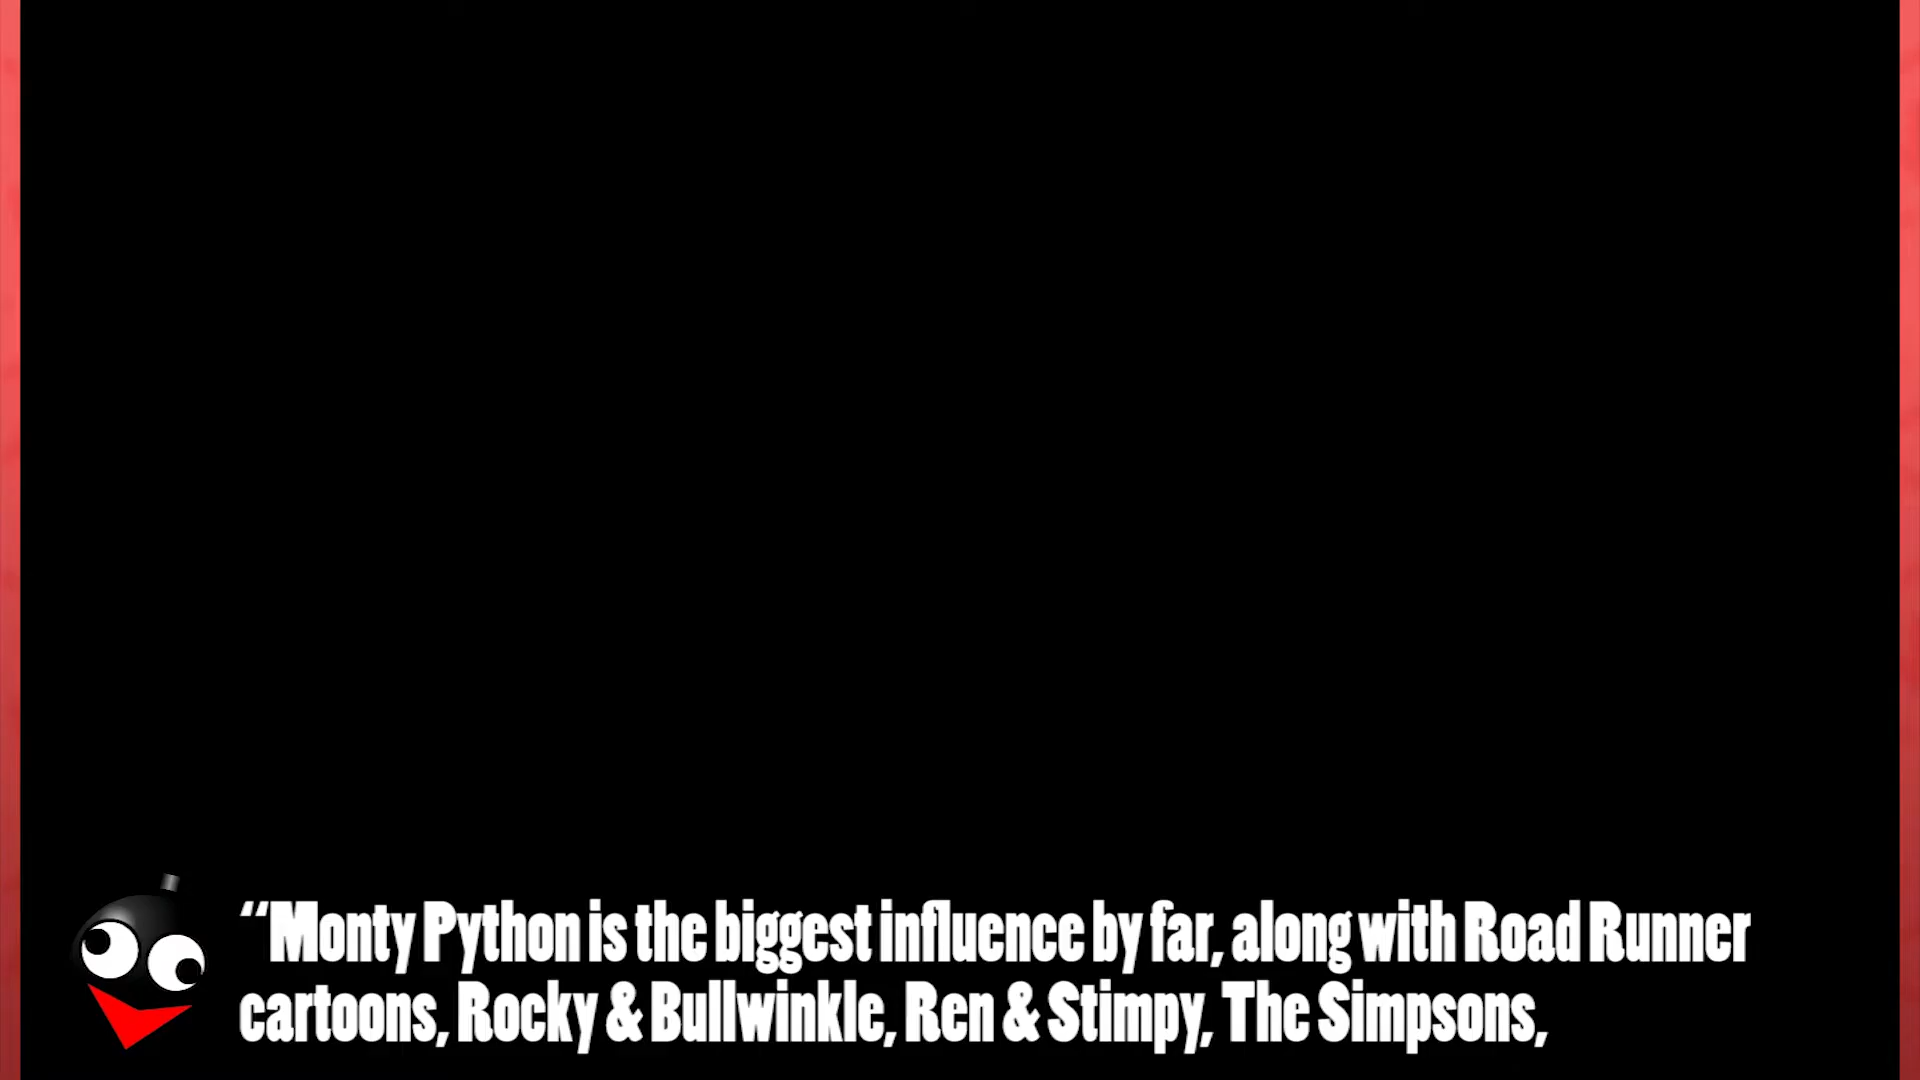 “Monty Python is the biggest influence by far, along with Road Runner
cartoons, Rocky & Bullwinkle, Ren & Stimpy, The Simpsons,